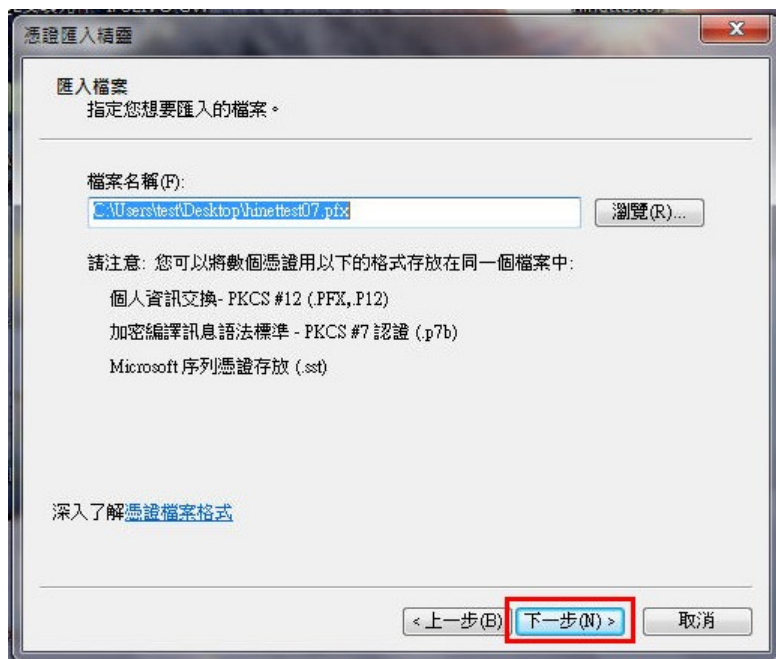 憑證匯入精靈
匯入檔案
指定您想要匯入的檔案。
檔案名稱(F):
C:\Users\test\Desktop\hinettest07.pfx
瀏覽(R)...
請注意: 您可以將數個憑證用以下的格式存放在同一個檔案中:
個人資訊交換- PKCS #12 (.PFX,.P12)
加密編譯訊息語法標準 - PKCS #7 認證 (.p7b)
Microsoft 序列憑證存放 (.sst)
深入了解憑證檔案格式
<上一步(B) 下一步(N) > 取消